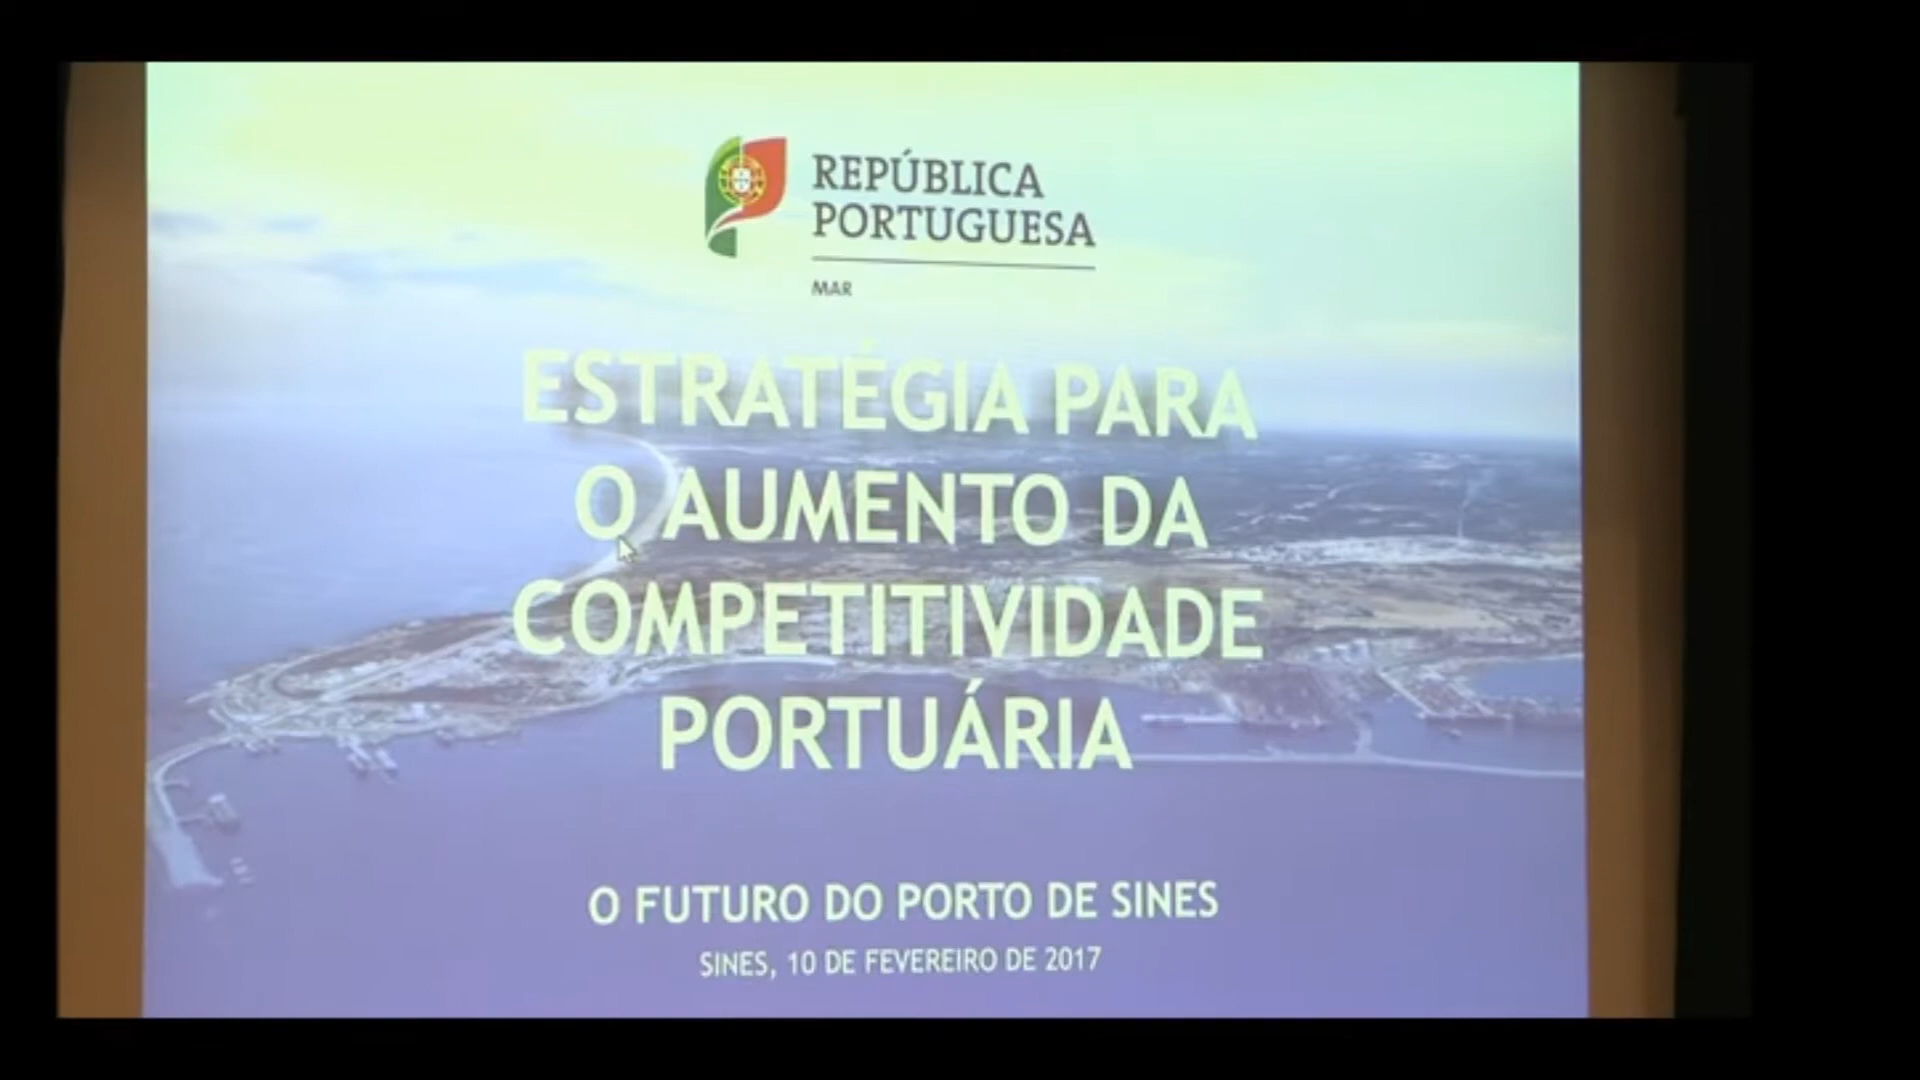 REPÚBLICA
PORTUGUESA
MAR
ESTRATÉGIA PARA
O AUMENTO DA
COMPETITIVIDADE
PORTUÁRIA
O FUTURO DO PORTO DE SINES
SINES, 10 DE FEVEREIRO DE 2017